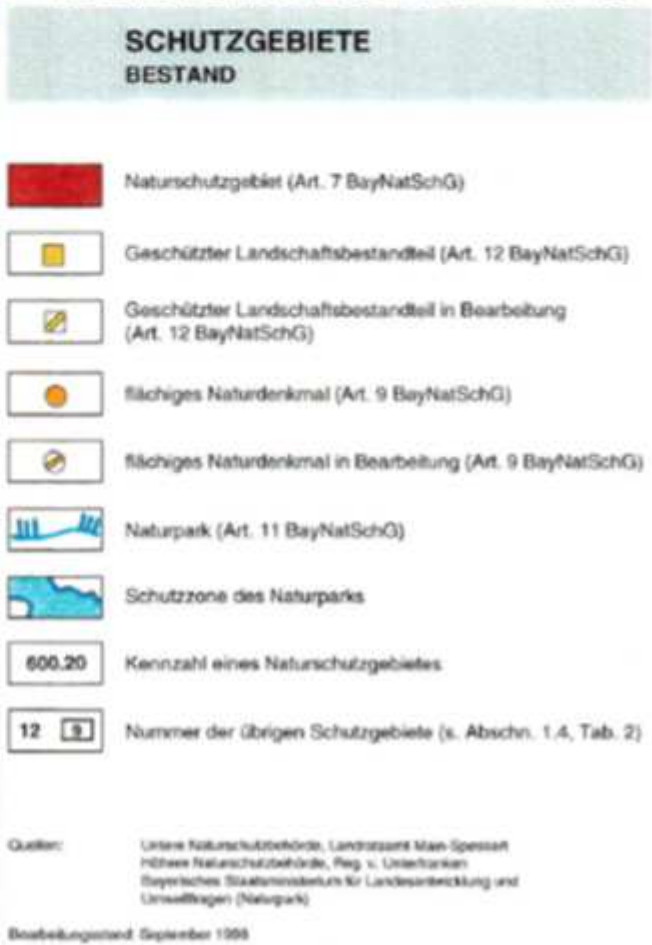 SCHUTZGEBIETE
BESTAND
Naturschutzgebiet (Art. 7 BayNatSchG)
Geschützter Landschaftsbestandteil (Art. 12 BayNatSchG)
Geschützter Landschaftsbestandteil in Bearbeitung
(Art. 12 BayNatSchG)
flächiges Naturdenkmal (Art. 9 BayNatSchG)
flächiges Naturdenkmal in Bearbeitung (Art. 9 BayNatSchG)
Naturpark (Art. 11 BayNatSchG)
Schutzzone des Naturparks
600.20 Kennzahl eines Naturschutzgebietes
12 9 Nummer der übrigen Schutzgebiete (s. Abschn. 1.4, Tab. 2)
Quellen: Untere Naturschutzbehörde, Landratsamt Main-Spessart
Höhere Naturschutzbehörde, Reg. v. Unterfranken
Bayerisches Staatsministerium für Landesentwicklung und
Umweltfragen (Naturpark)
Bearbeitungsstand: September